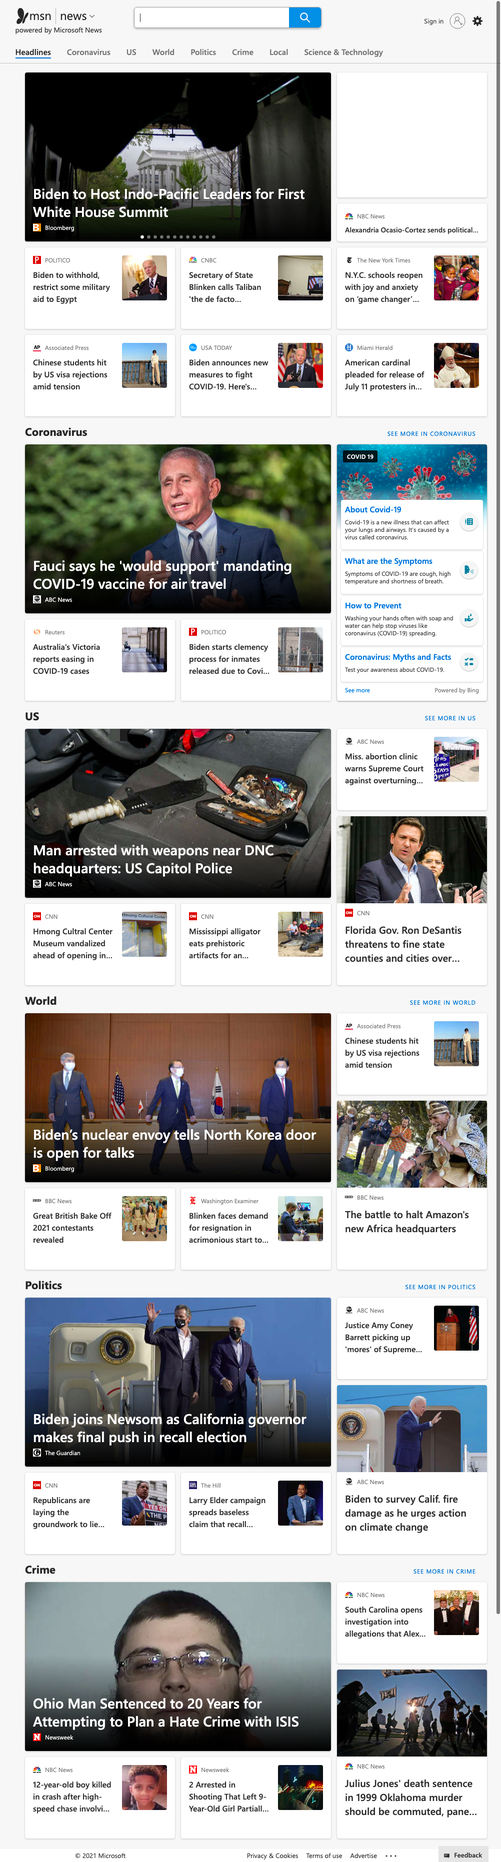 msn news
powered by Microsoft News
Sign in
Headlines Coronavirus US World Politics Crime Local Science & Technology
Biden to Host Indo-Pacific Leaders for First
White House Summit
Bloomberg
NBC News
Alexandria Ocasio-Cortez sends political...
POLITICO
Biden to withhold,
restrict some military
aid to Egypt
CNBC
Secretary of State
Blinken calls Taliban
'the de facto...
The New York Times
N.Y.C. schools reopen
with joy and anxiety
on 'game changer'...
Associated Press
Chinese students hit
by US visa rejections
amid tension
USA TODAY
Biden announces new
measures to fight
COVID-19. Here's...
Miami Herald
American cardinal
pleaded for release of
July 11 protesters in...
Coronavirus
SEE MORE IN CORONAVIRUS
Fauci says he 'would support' mandating
COVID-19 vaccine for air travel
ABC News
COVID 19
About Covid-19
Covid-19 is a new illness that can affect
your lungs and airways. It's caused by a
virus called coronavirus.
What are the Symptoms
Symptoms of COVID-19 are cough, high
temperature and shortness of breath.
How to Prevent
Washing your hands often with soap and
water can help stop viruses like
coronavirus (COVID-19) spreading.
Coronavirus: Myths and Facts
Test your awareness about COVID-19.
See more
Powered by Bing
Reuters
Australia's Victoria
reports easing in
COVID-19 cases
POLITICO
Biden starts clemency
process for inmates
released due to Covi...
US
SEE MORE IN US
Man arrested with weapons near DNC
headquarters: US Capitol Police
ABC News
ABC News
Miss. abortion clinic
warns Supreme Court
against overturning...
THIS
CLINIC
STAYS
CNN
Florida Gov. Ron DeSantis
threatens to fine state
counties and cities over...
CNN
Hmong Cultral Center
Museum vandalized
ahead of opening in...
Hmong Cultural Center
CNN
Mississippi alligator
eats prehistoric
artifacts for an...
World
SEE MORE IN WORLD
Biden's nuclear envoy tells North Korea door
is open for talks
Bloomberg
Associated Press
Chinese students hit
by US visa rejections
amid tension
BBC News
The battle to halt Amazon's
new Africa headquarters
BBC News
Great British Bake Off
2021 contestants
revealed
Washington Examiner
Blinken faces demand
for resignation in
acrimonious start to...
Politics
SEE MORE IN POLITICS
Biden joins Newsom as California governor
makes final push in recall election
The Guardian
ABC News
Justice Amy Coney
Barrett picking up
'mores' of Supreme...
ABC News
Biden to survey Calif. fire
damage as he urges action
on climate change
CNN
Republicans are
laying the
groundwork to lie...
The Hill
Larry Elder campaign
spreads baseless
claim that recall...
Crime
SEE MORE IN CRIME
Ohio Man Sentenced to 20 Years for
Attempting to Plan a Hate Crime with ISIS
Newsweek
NBC News
South Carolina opens
investigation into
allegations that Alex...
NBC News
Julius Jones' death sentence
in 1999 Oklahoma murder
should be commuted, pane...
NBC News
12-year-old boy killed
in crash after high-
speed chase involvi...
Newsweek
2 Arrested in
Shooting That Left 9-
Year-Old Girl Partiall...
© 2021 Microsoft Privacy & Cookies Terms of use Advertise ... Feedback